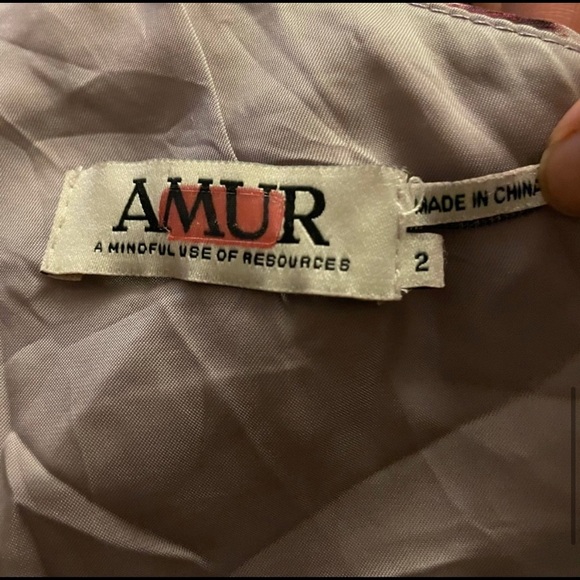 AMUR
A MINDFUL USE OF RESOURCES
MADE IN CHINA
2